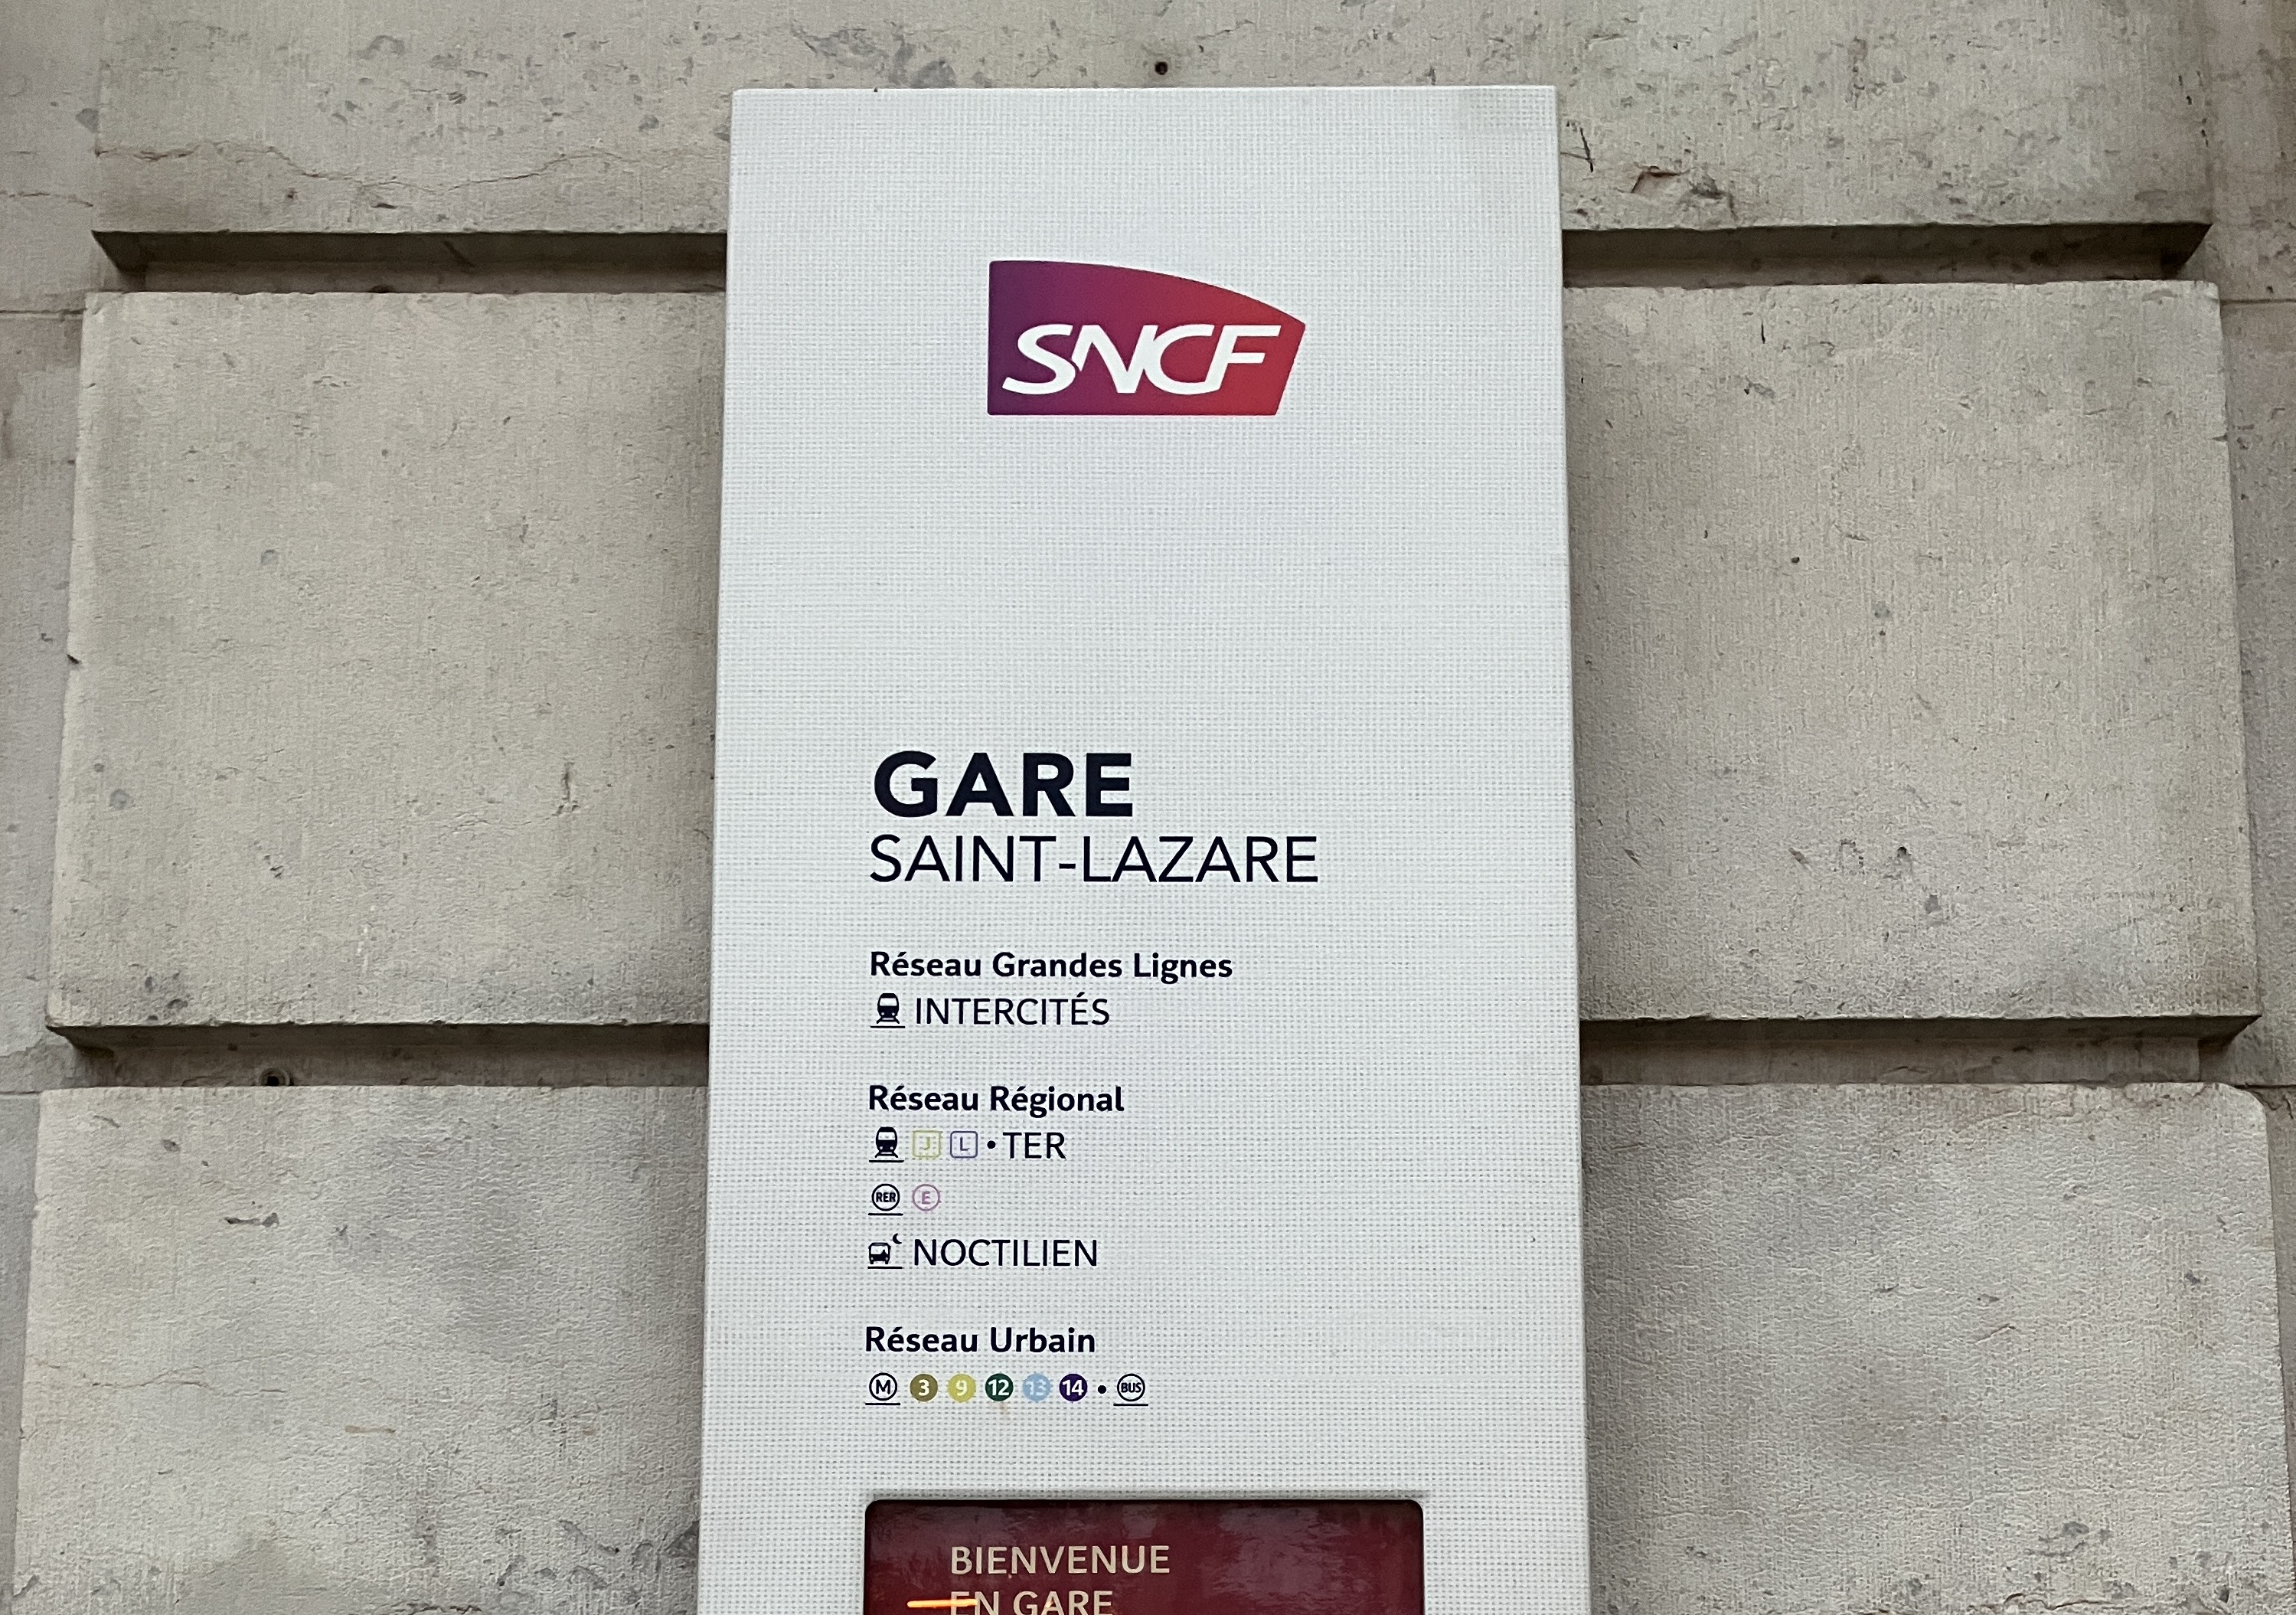 SNCF
GARE
SAINT-LAZARE
Réseau Grandes Lignes
INTERCITÉS
Réseau Régional
J L • TER
RER E
NOCTILIEN
Réseau Urbain
M 3 9 12 13 14 • BUS
BIENVENUE
EN GARE